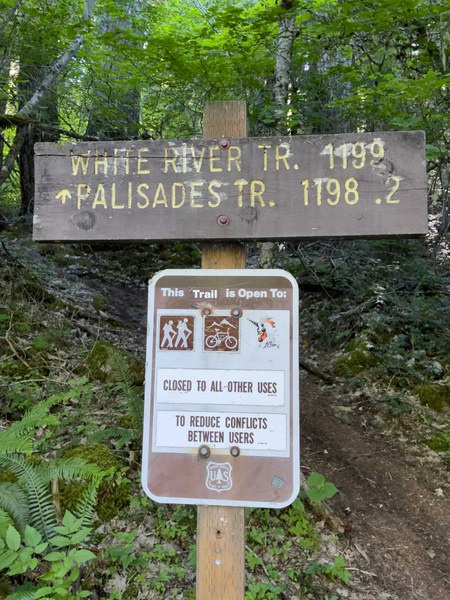 WHITE RIVER TR. 1199
↑PALISADES TR. 1198 .2
This Trail is Open To:
CLOSED TO ALL OTHER USES
TO REDUCE CONFLICTS
BETWEEN USERS
U S